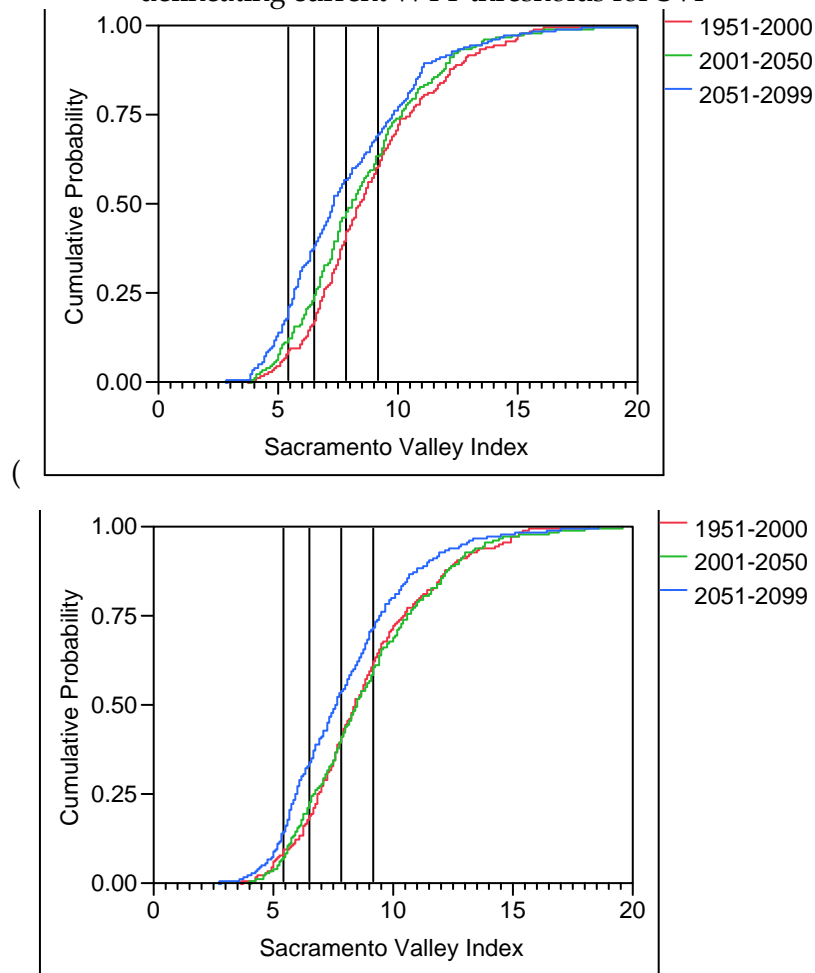 delineating current WYT thresholds for SVI
1.00
0.75
0.50
0.25
0.00
Cumulative Probability
0 5 10 15 20
Sacramento Valley Index
1951-2000
2001-2050
2051-2099
(
1.00
0.75
0.50
0.25
0.00
Cumulative Probability
0 5 10 15 20
Sacramento Valley Index
1951-2000
2001-2050
2051-2099